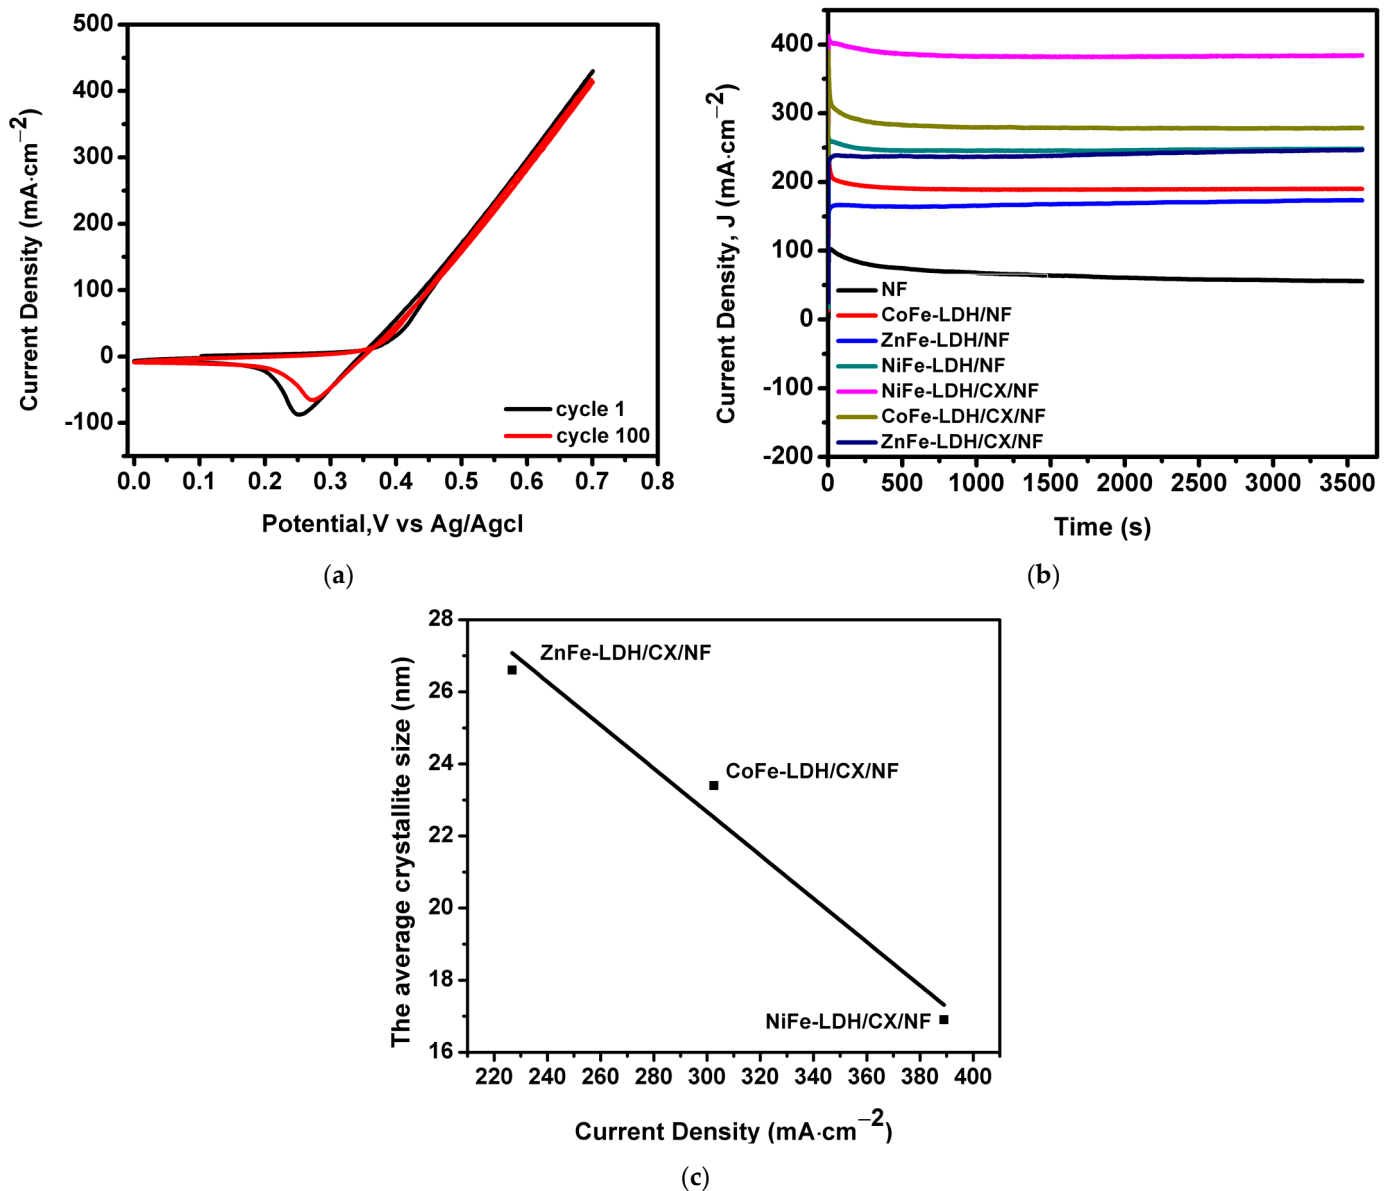 500
400
300
200
100
0
-100
0.0 0.1 0.2 0.3 0.4 0.5 0.6 0.7 0.8
Current Density (mA·cm−2)
Potential,V vs Ag/Agcl
cycle 1
cycle 100
(a)
400
300
200
100
0
-100
-200
0 500 1000 1500 2000 2500 3000 3500
Current Density, J (mA·cm−2)
Time (s)
NF
CoFe-LDH/NF
ZnFe-LDH/NF
NiFe-LDH/NF
NiFe-LDH/CX/NF
CoFe-LDH/CX/NF
ZnFe-LDH/CX/NF
(b)
28
26
24
22
20
18
16
220 240 260 280 300 320 340 360 380 400
The average crystallite size (nm)
Current Density (mA·cm−2)
ZnFe-LDH/CX/NF
CoFe-LDH/CX/NF
NiFe-LDH/CX/NF
(c)